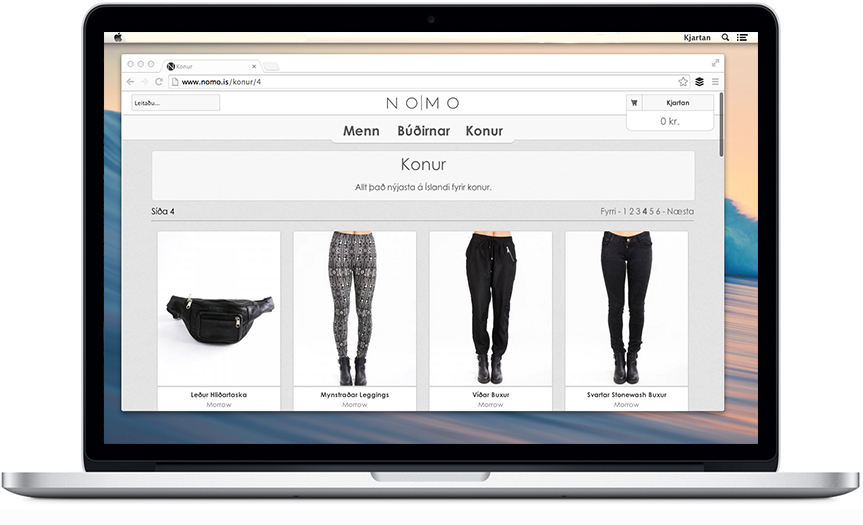 Kjartan
Konur
www.nomo.is/konur/4
Leitaðu...
NO|MO
Kjartan
0 kr.
Menn Búðirnar Konur
Konur
Allt það nýjasta á Íslandi fyrir konur.
Síða 4
Fyrri - 1 2 3 4 5 6 - Næsta
Leður Hliðartaska
Morrow
Mynstraðar Leggings
Morrow
Víðar Buxur
Morrow
Svartar Stonewash Buxur
Morrow